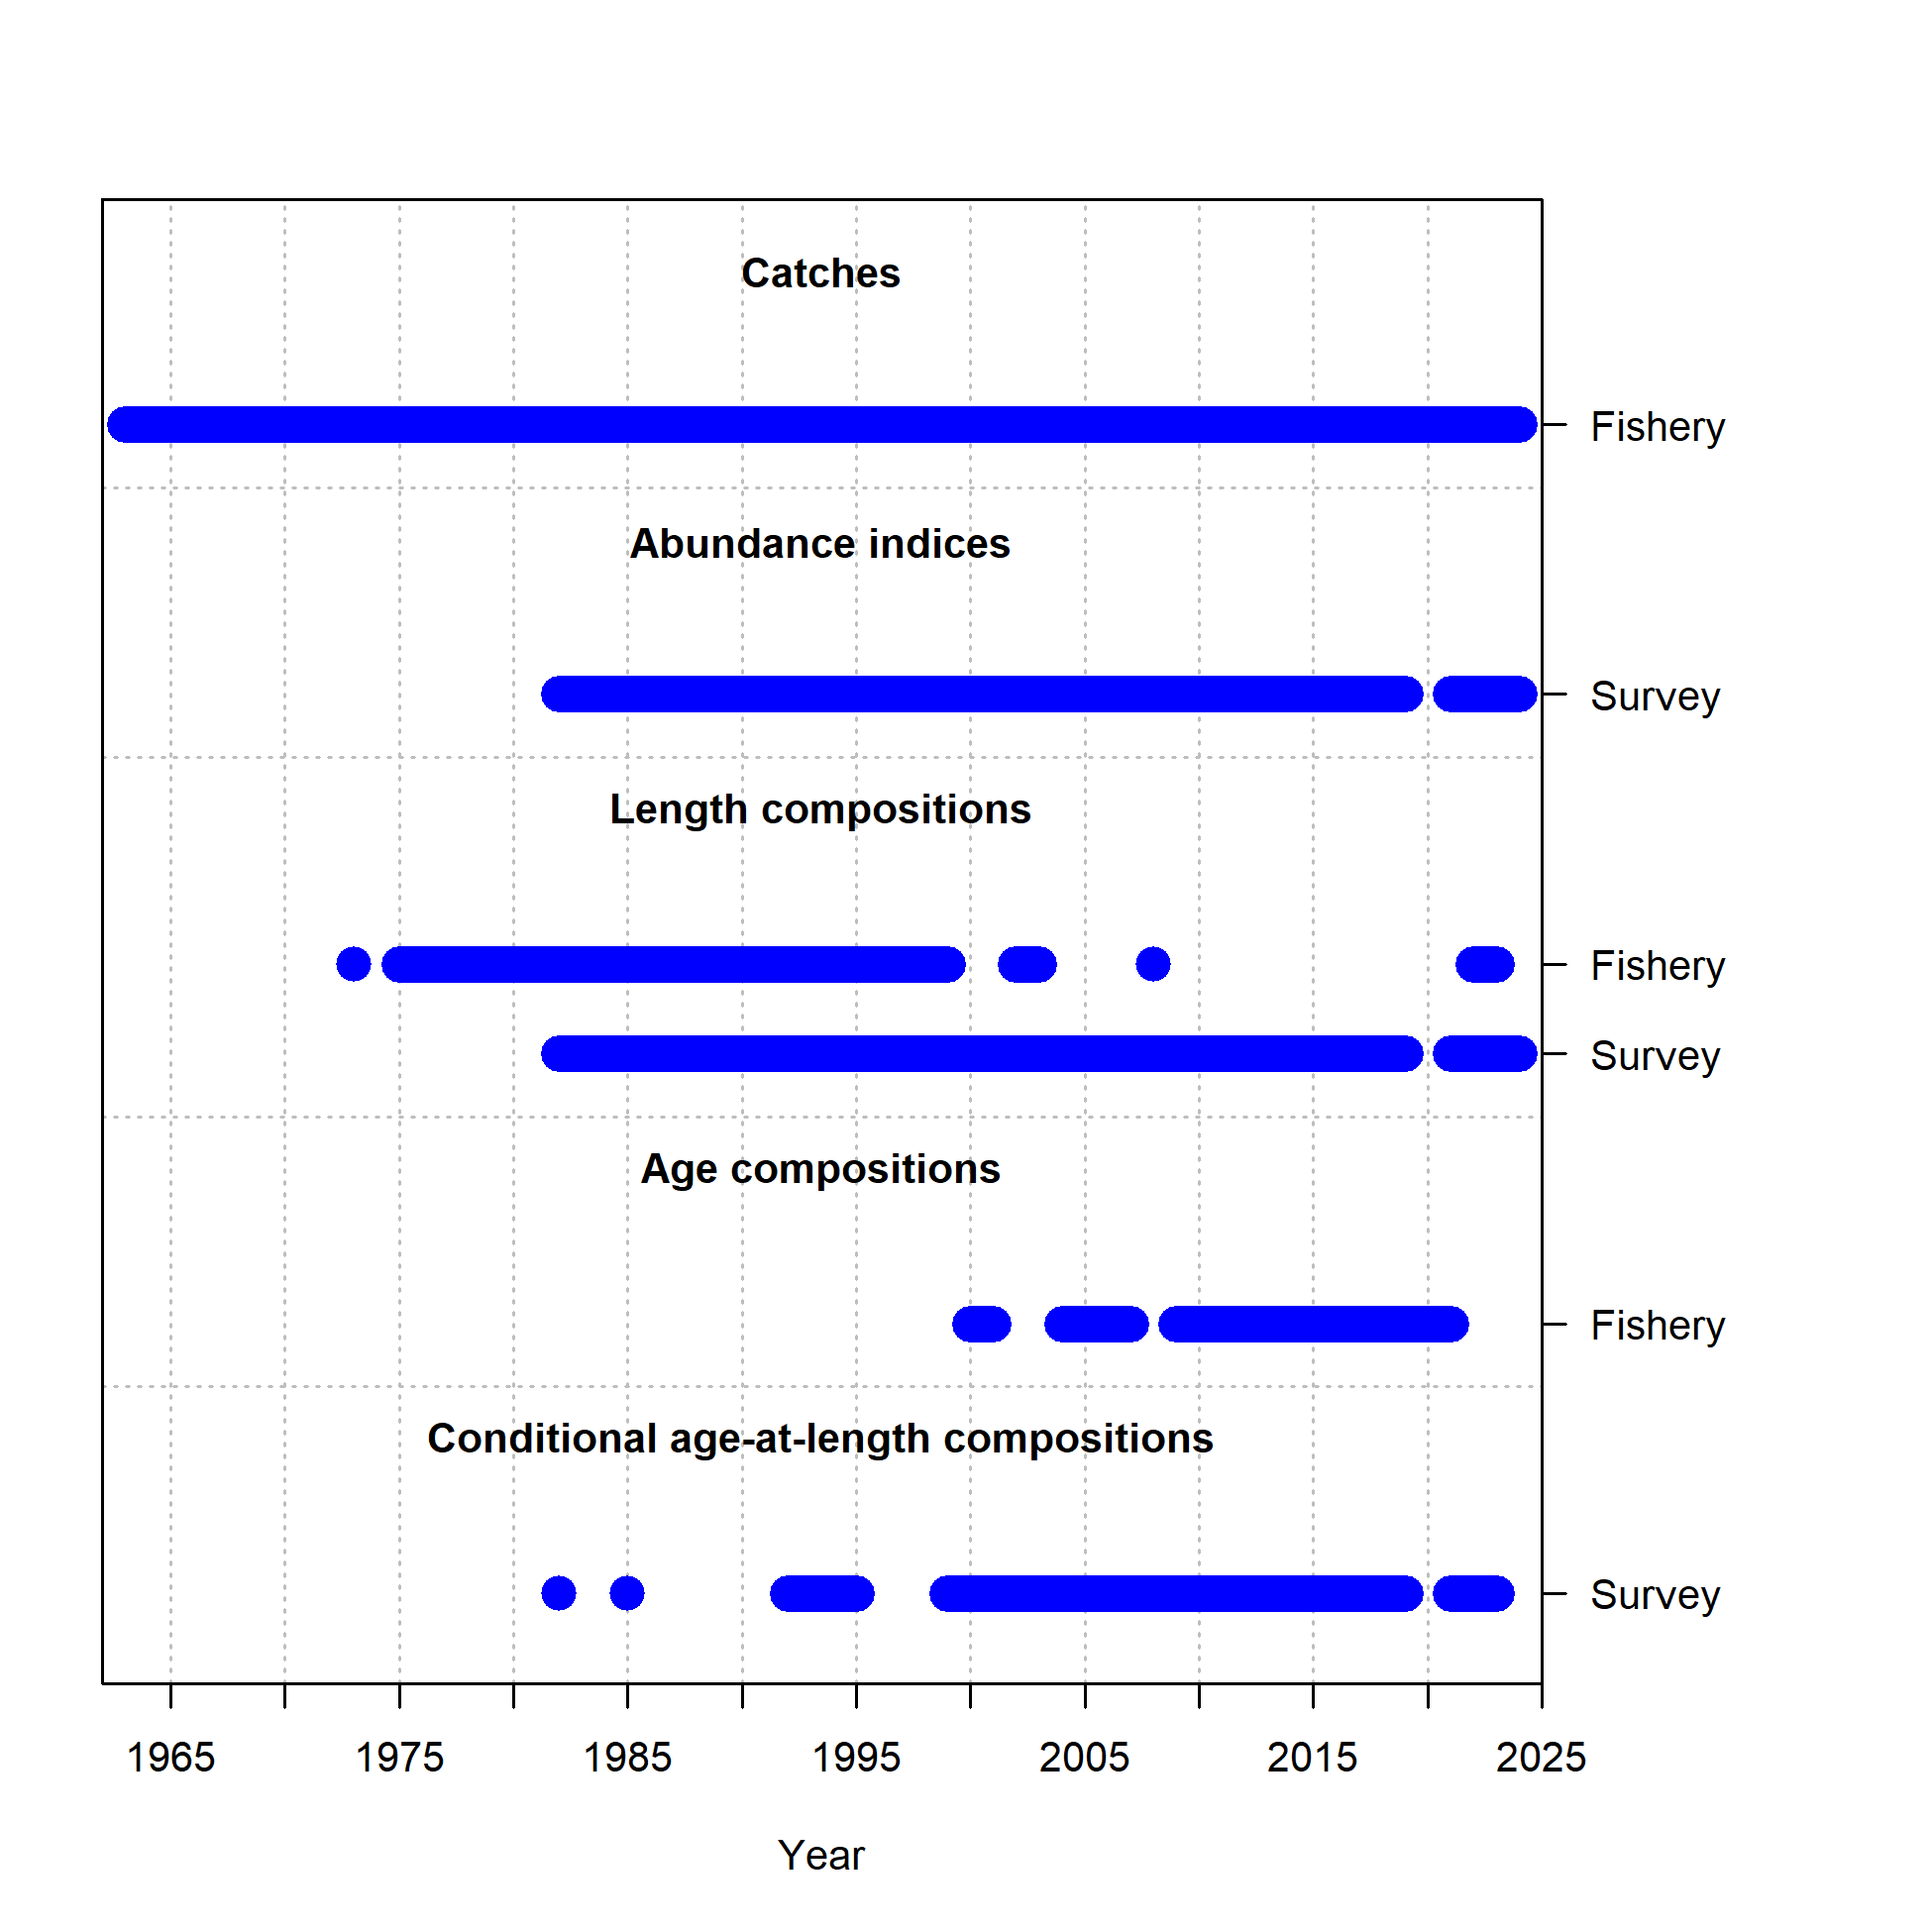 Catches
Fishery
Abundance indices
Survey
Length compositions
Fishery
Survey
Age compositions
Fishery
Conditional age-at-length compositions
Survey
1965 1975 1985 1995 2005 2015 2025
Year